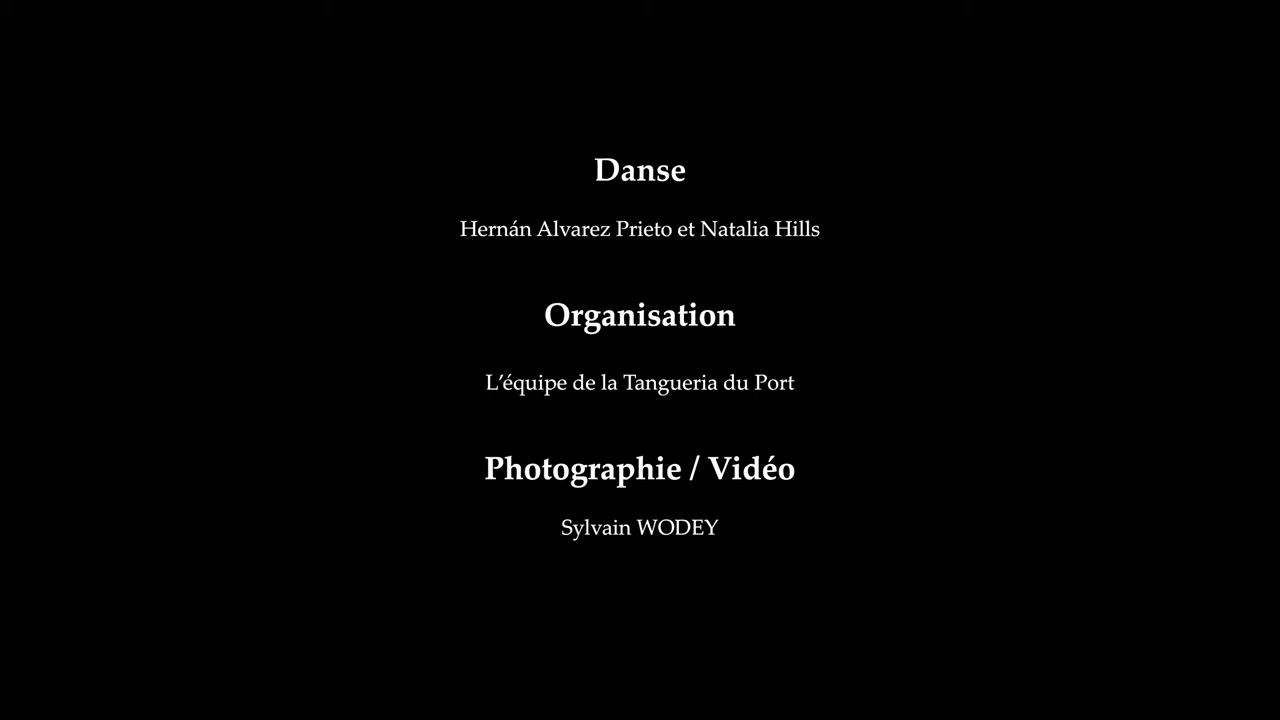 Danse
Hernán Alvarez Prieto et Natalia Hills
Organisation
L’équipe de la Tangueria du Port
Photographie / Vidéo
Sylvain WODEY